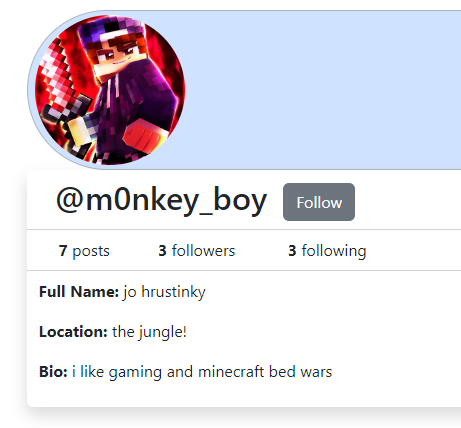 @m0nkey_boy Follow
7 posts 3 followers 3 following
Full Name: jo hrustinky
Location: the jungle!
Bio: i like gaming and minecraft bed wars